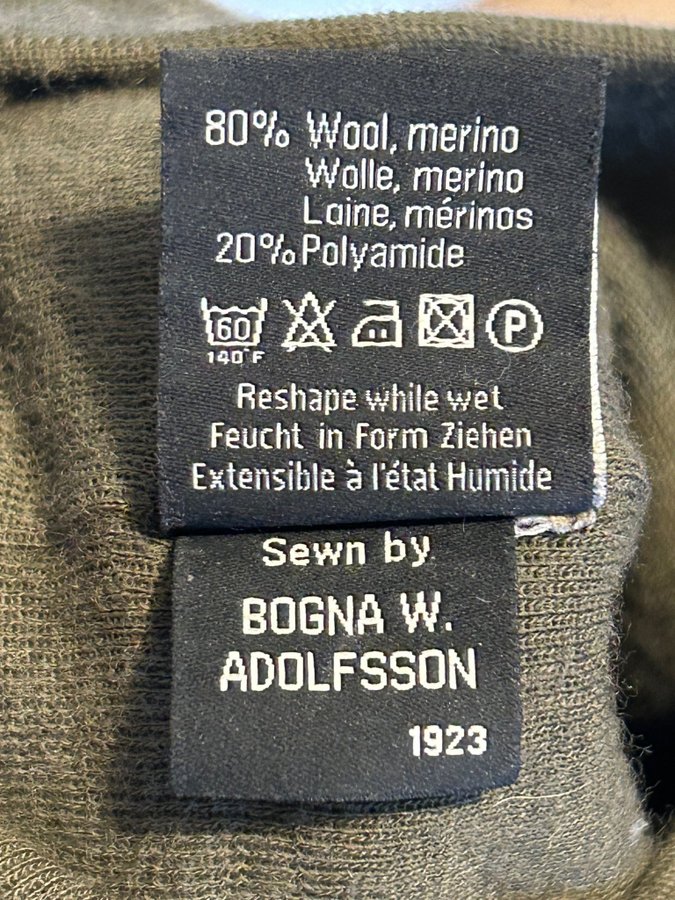 80% Wool, merino
Wolle, merino
Laine, mérinos
20% Polyamide
60 P
140°F
Reshape while wet
Feucht in Form Ziehen
Extensible à l'état Humide
Sewn by
BOGNA W.
ADOLFSSON
1923